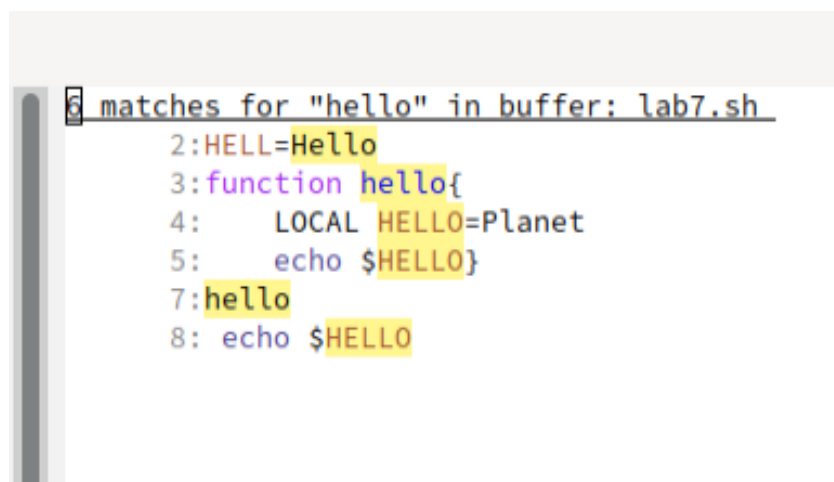 6 matches for "hello" in buffer: lab7.sh
2:HELL=Hello
3:function hello{
4:    LOCAL HELLO=Planet
5:    echo $HELLO}
7:hello
8: echo $HELLO